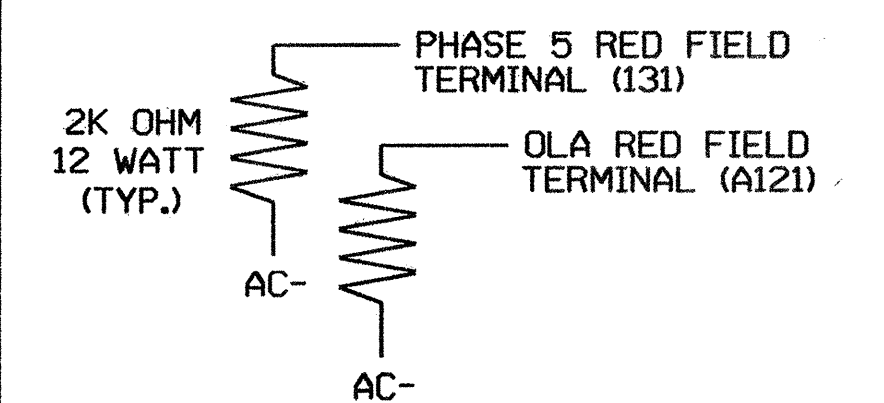 PHASE 5 RED FIELD
TERMINAL (131)
2K OHM
12 WATT
(TYP.)
OLA RED FIELD
TERMINAL (A121)
AC-
AC-